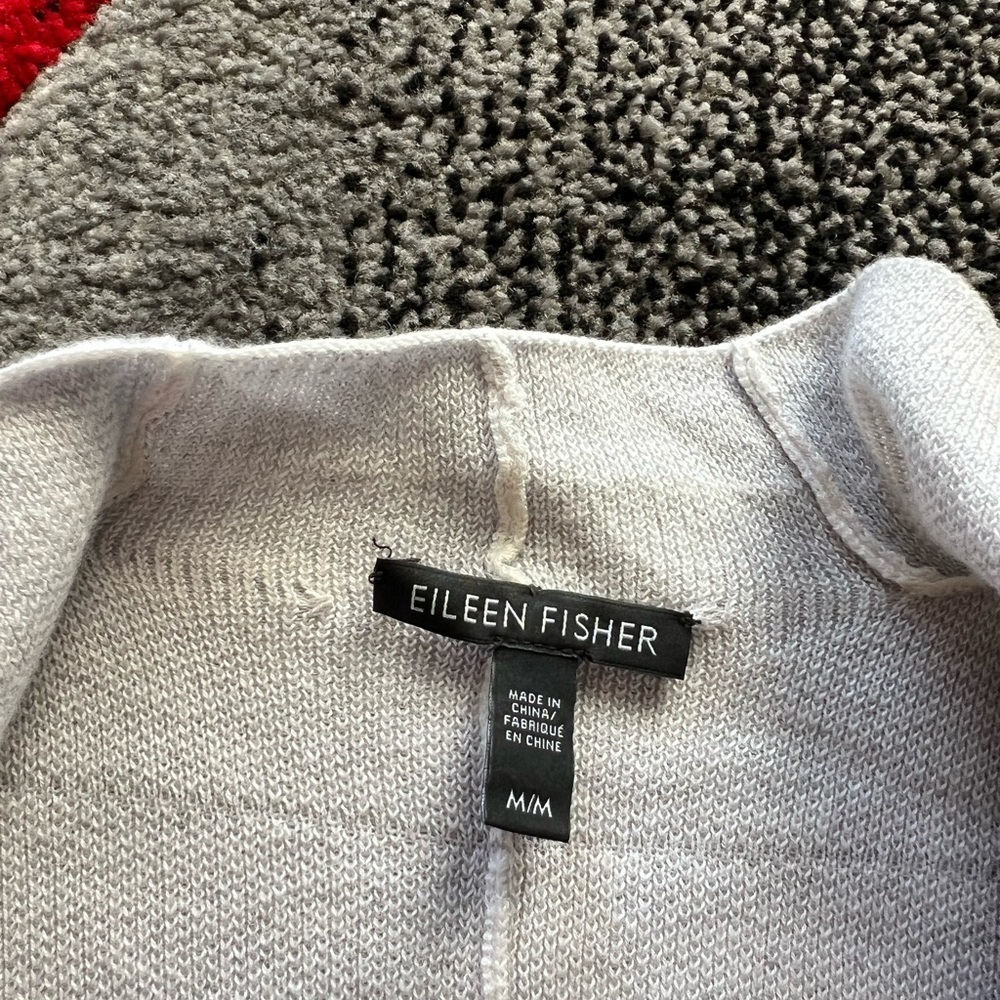 EILEEN FISHER
MADE IN
CHINA/
FABRIQUÉ
EN CHINE
M/M